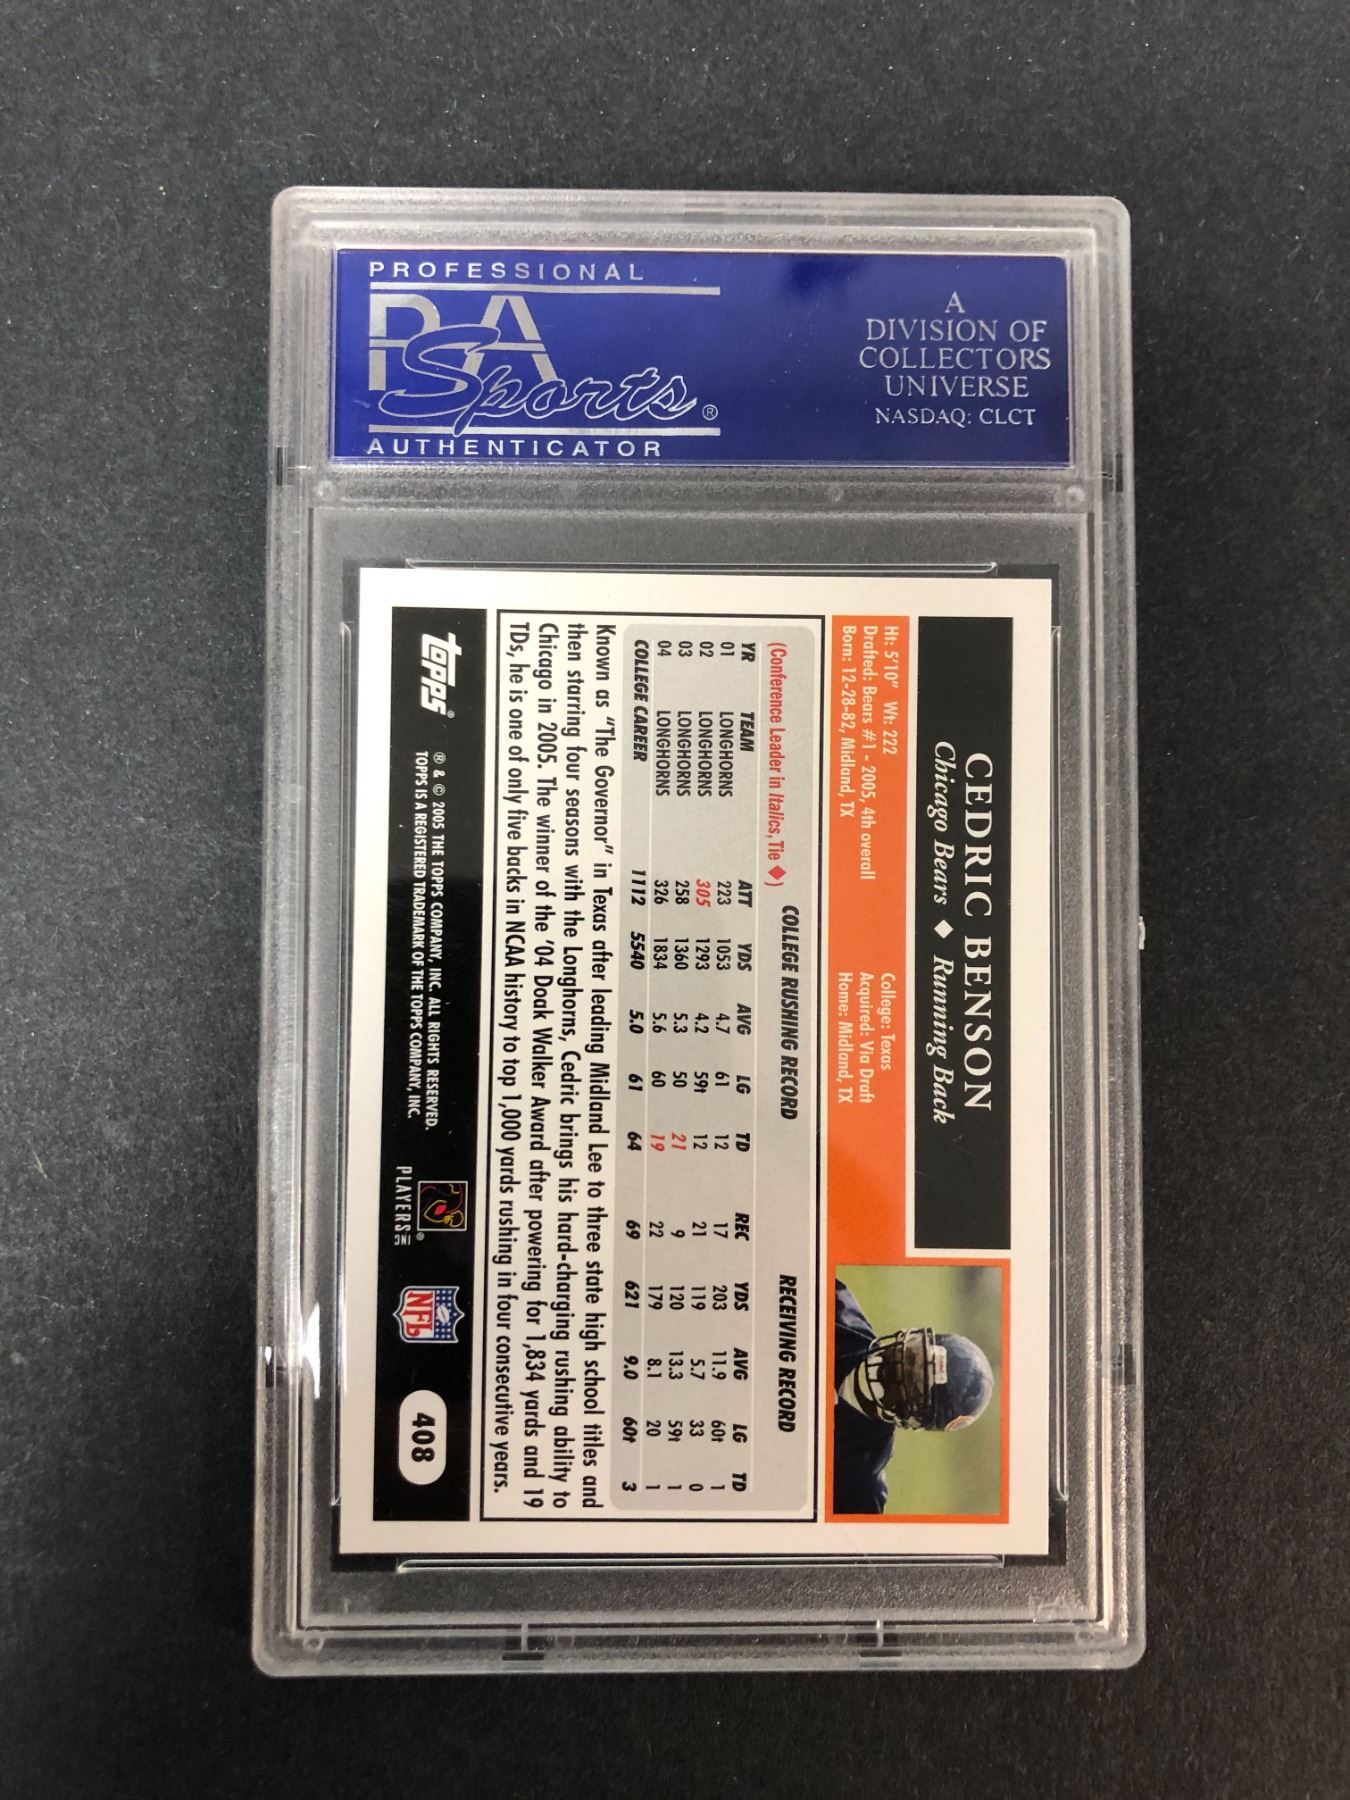 PROFESSIONAL
PSA
Sports®
AUTHENTICATOR
A
DIVISION OF
COLLECTORS
UNIVERSE
NASDAQ: CLCT
CEDRIC BENSON
Chicago Bears ◆ Running Back
Ht: 5'10" Wt: 222
College: Texas
Drafted: Bears #1 - 2005, 4th overall
Acquired: Via Draft
Born: 12-28-82, Midland, TX
Home: Midland, TX
COLLEGE RUSHING RECORD RECEIVING RECORD
(Conference Leader in Italics, Tie ◆)
YR TEAM ATT YDS AVG LG TD REC YDS AVG LG TD
01 LONGHORNS 223 1053 4.7 61 12 17 203 11.9 60t 1
02 LONGHORNS 305 1293 4.2 59t 12 21 119 5.7 33 0
03 LONGHORNS 258 1360 5.3 50 21 9 120 13.3 59t 1
04 LONGHORNS 326 1834 5.6 60 19 22 179 8.1 20 1
COLLEGE CAREER 1112 5540 5.0 61 64 69 621 9.0 60t 3
Known as "The Governor" in Texas after leading Midland Lee to three state high school titles and
then starring four seasons with the Longhorns, Cedric brings his hard-charging rushing ability to
Chicago in 2005. The winner of the '04 Doak Walker Award after powering for 1,834 yards and 19
TDs, he is one of only five backs in NCAA history to top 1,000 yards rushing in four consecutive years.
topps®
® & © 2005 THE TOPPS COMPANY, INC. ALL RIGHTS RESERVED.
TOPPS IS A REGISTERED TRADEMARK OF THE TOPPS COMPANY, INC.
PLAYERS INC
®
NFL
408